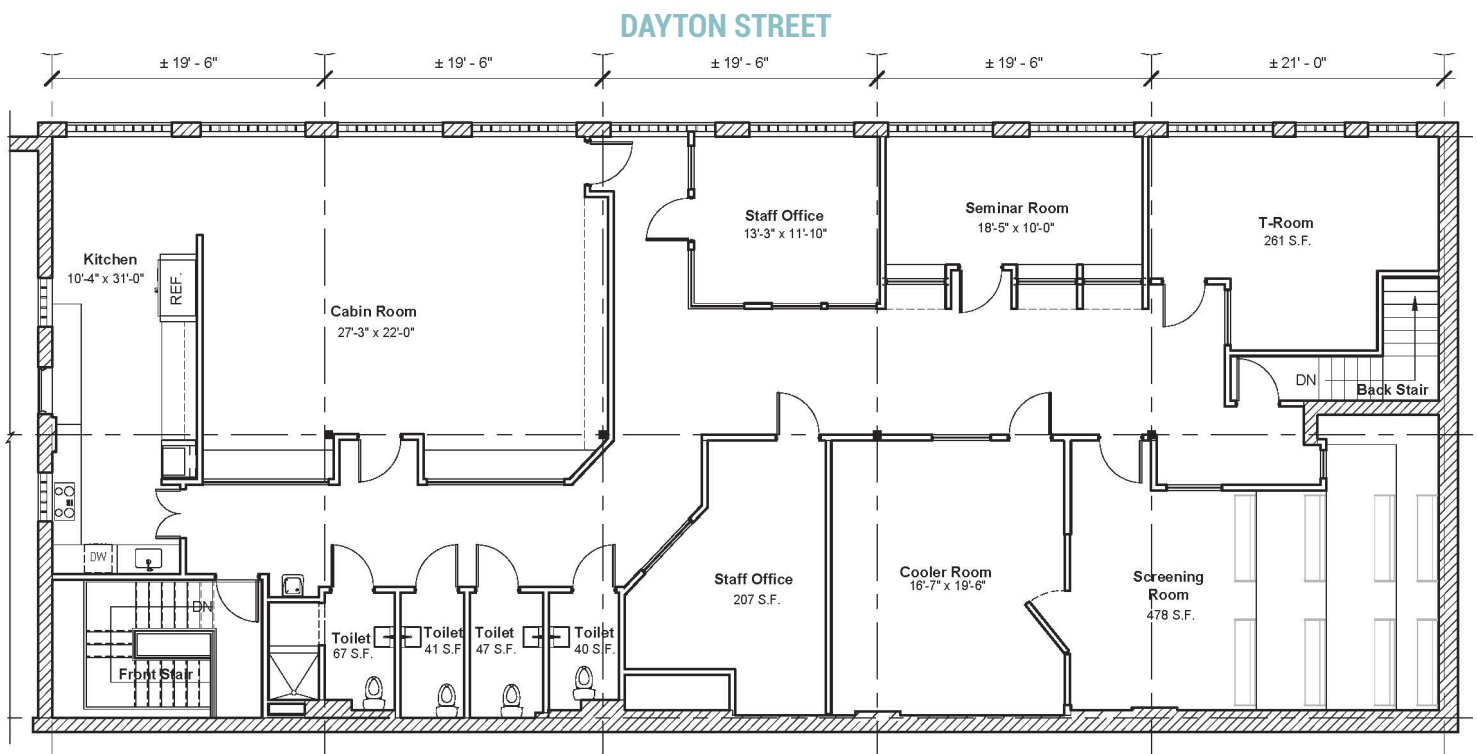 DAYTON STREET
± 19' - 6"
± 19' - 6"
± 19' - 6"
± 19' - 6"
± 21' - 0"
Kitchen
10'-4" x 31'-0"
REF.
Cabin Room
27'-3" x 22'-0"
Staff Office
13'-3" x 11'-10"
Seminar Room
18'-5" x 10'-0"
T-Room
261 S.F.
DN
Back Stair
DW
DN
Front Stair
Toilet
67 S.F.
Toilet
41 S.F
Toilet
47 S.F.
Toilet
40 S.F.
Staff Office
207 S.F.
Cooler Room
16'-7" x 19'-6"
Screening
Room
478 S.F.